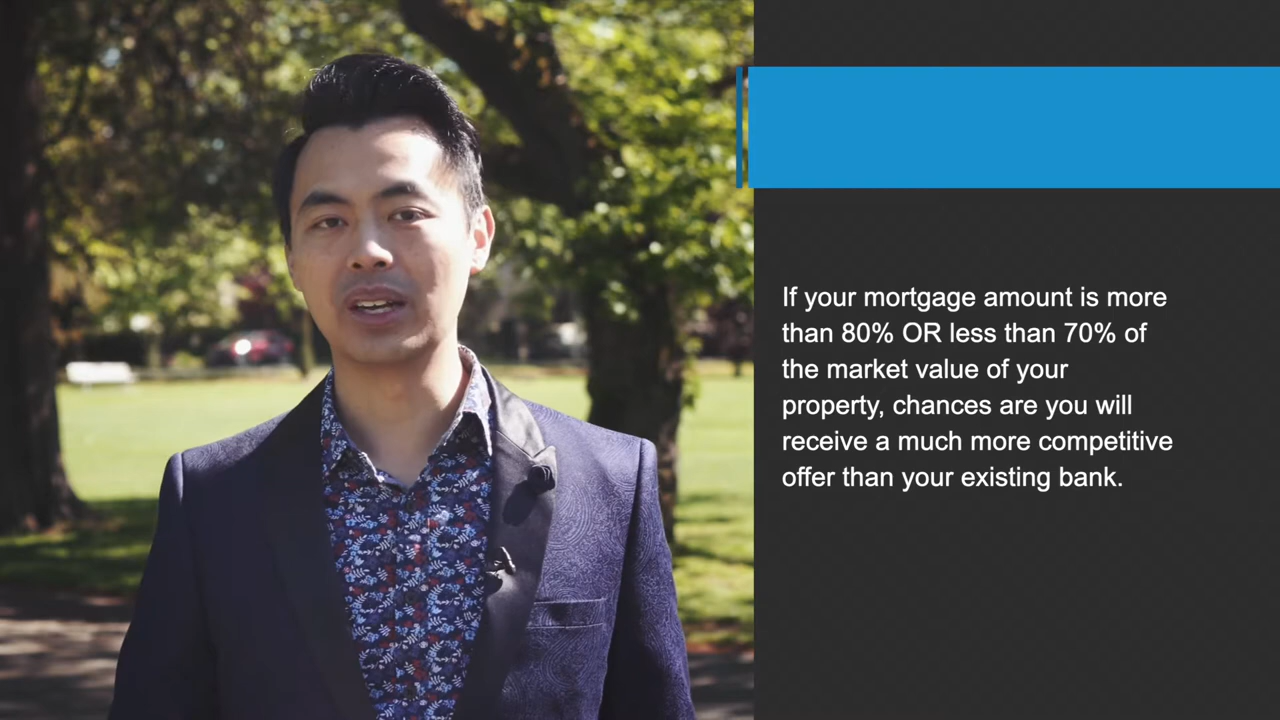 If your mortgage amount is more
than 80% OR less than 70% of
the market value of your
property, chances are you will
receive a much more competitive
offer than your existing bank.